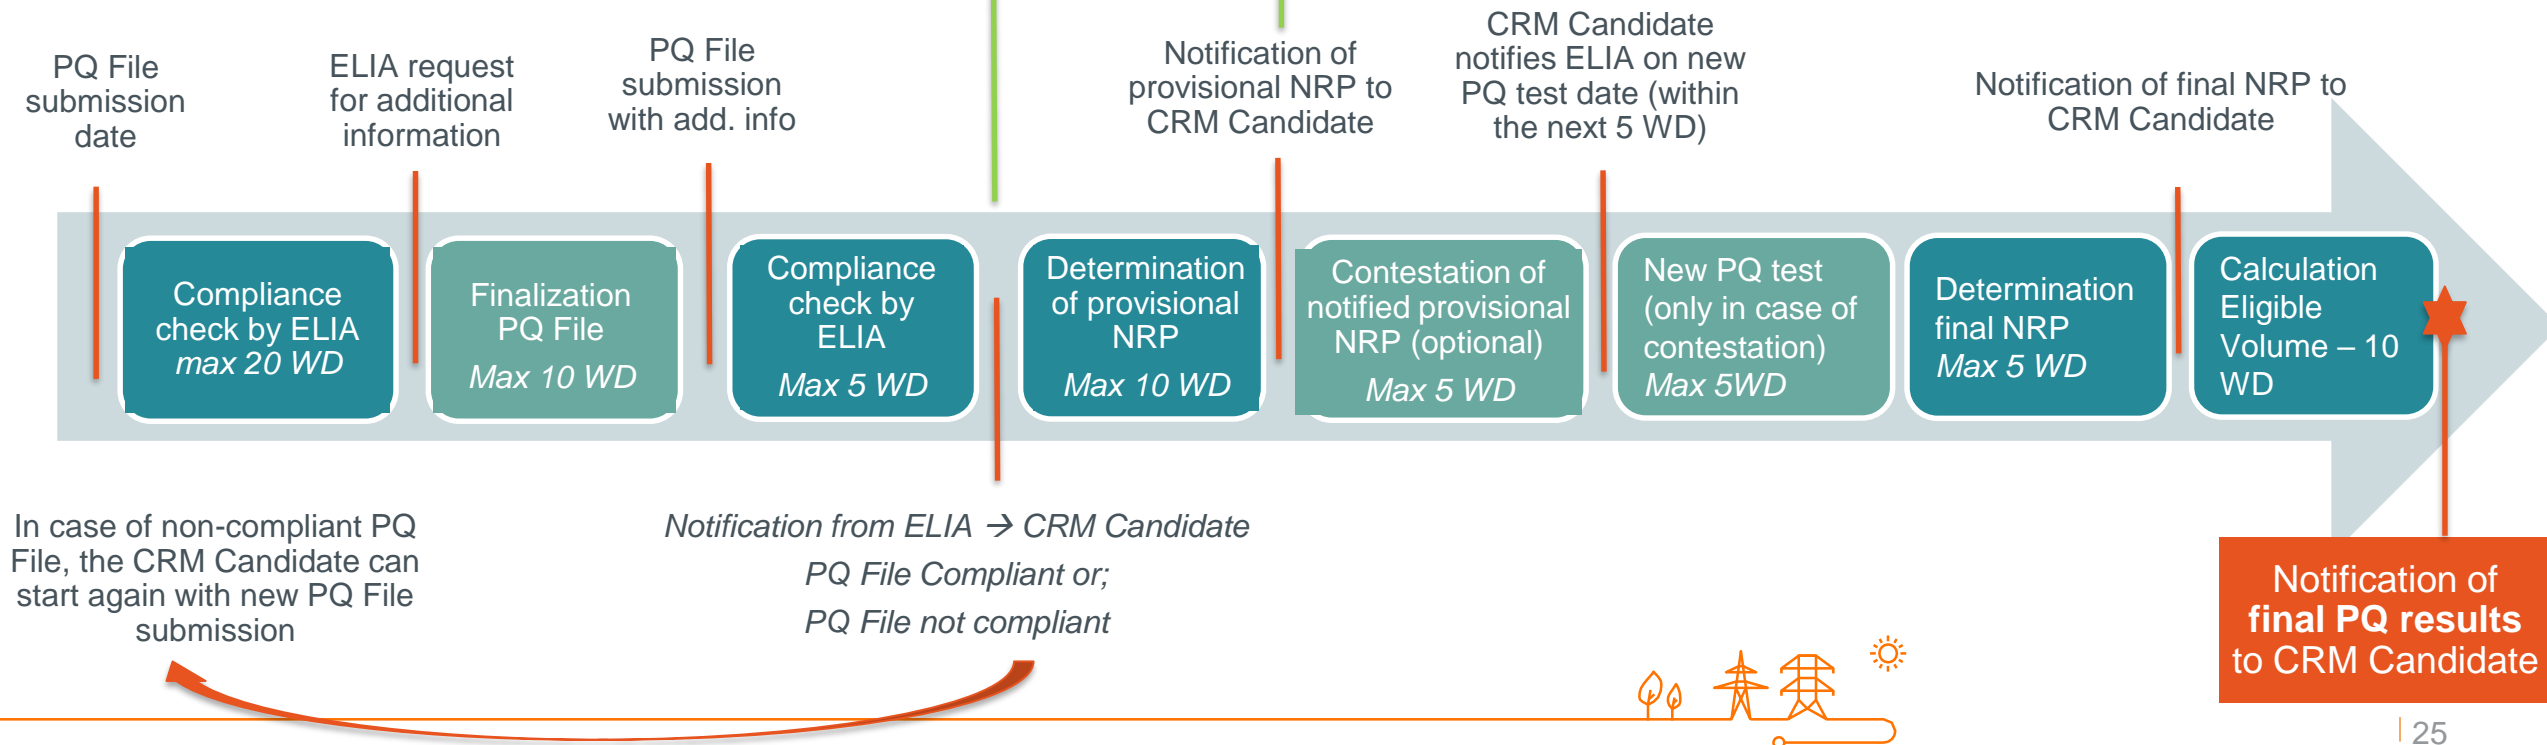 PQ File
submission
date
ELIA request
for additional
information
PQ File
submission
with add. info
Notification of
provisional NRP to
CRM Candidate
CRM Candidate
notifies ELIA on new
PQ test date (within
the next 5 WD)
Notification of final NRP to
CRM Candidate
Compliance
check by ELIA
max 20 WD
Finalization
PQ File
Max 10 WD
Compliance
check by
ELIA
Max 5 WD
Determination
of provisional
NRP
Max 10 WD
Contestation of
notified provisional
NRP (optional)
Max 5 WD
New PQ test
(only in case of
contestation)
Max 5WD
Determination
final NRP
Max 5 WD
Calculation
Eligible
Volume – 10
WD
In case of non-compliant PQ
File, the CRM Candidate can
start again with new PQ File
submission
Notification from ELIA → CRM Candidate
PQ File Compliant or;
PQ File not compliant
Notification of
final PQ results
to CRM Candidate
25